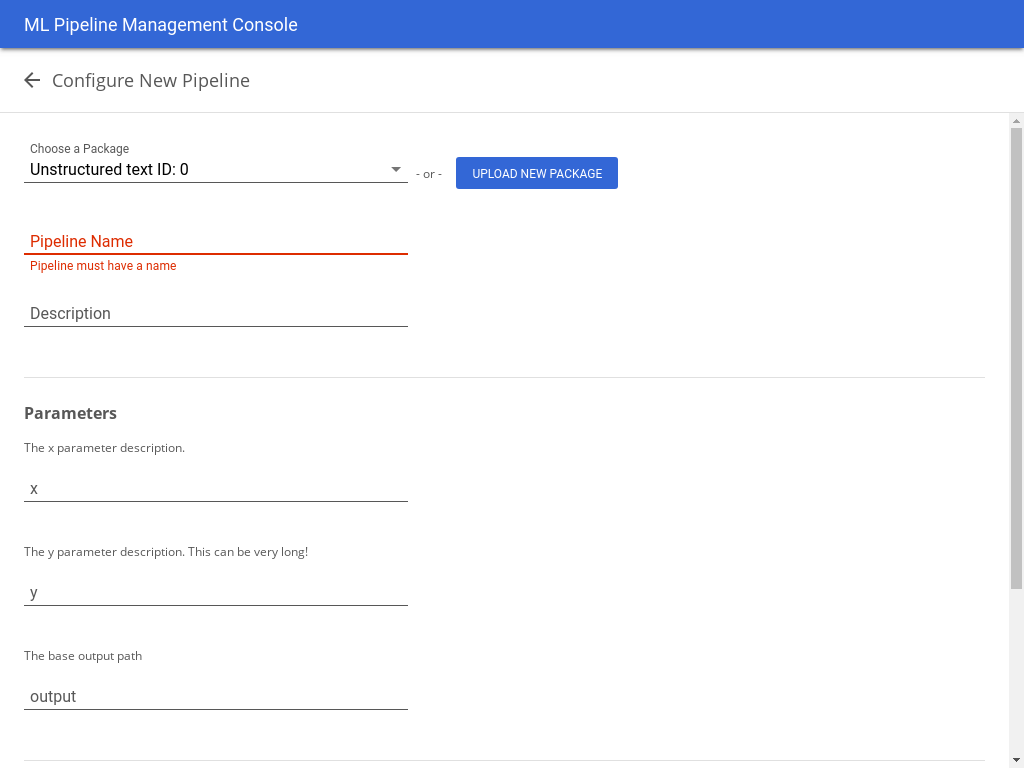 ML Pipeline Management Console
Configure New Pipeline
Choose a Package
Unstructured text ID: 0
- or -
UPLOAD NEW PACKAGE
Pipeline Name
Pipeline must have a name
Description
Parameters
The x parameter description.
x
The y parameter description. This can be very long!
y
The base output path
output